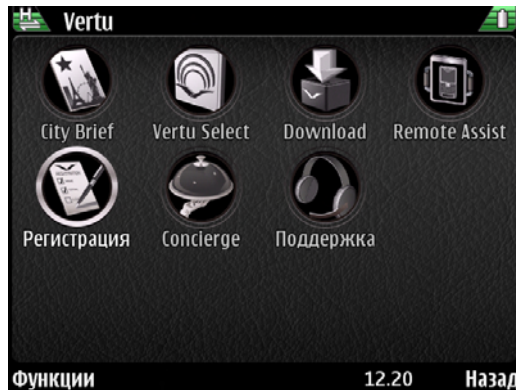 H Vertu
City Brief Vertu Select Download Remote Assist
Регистрация Concierge Поддержка
Функции 12.20 Назад